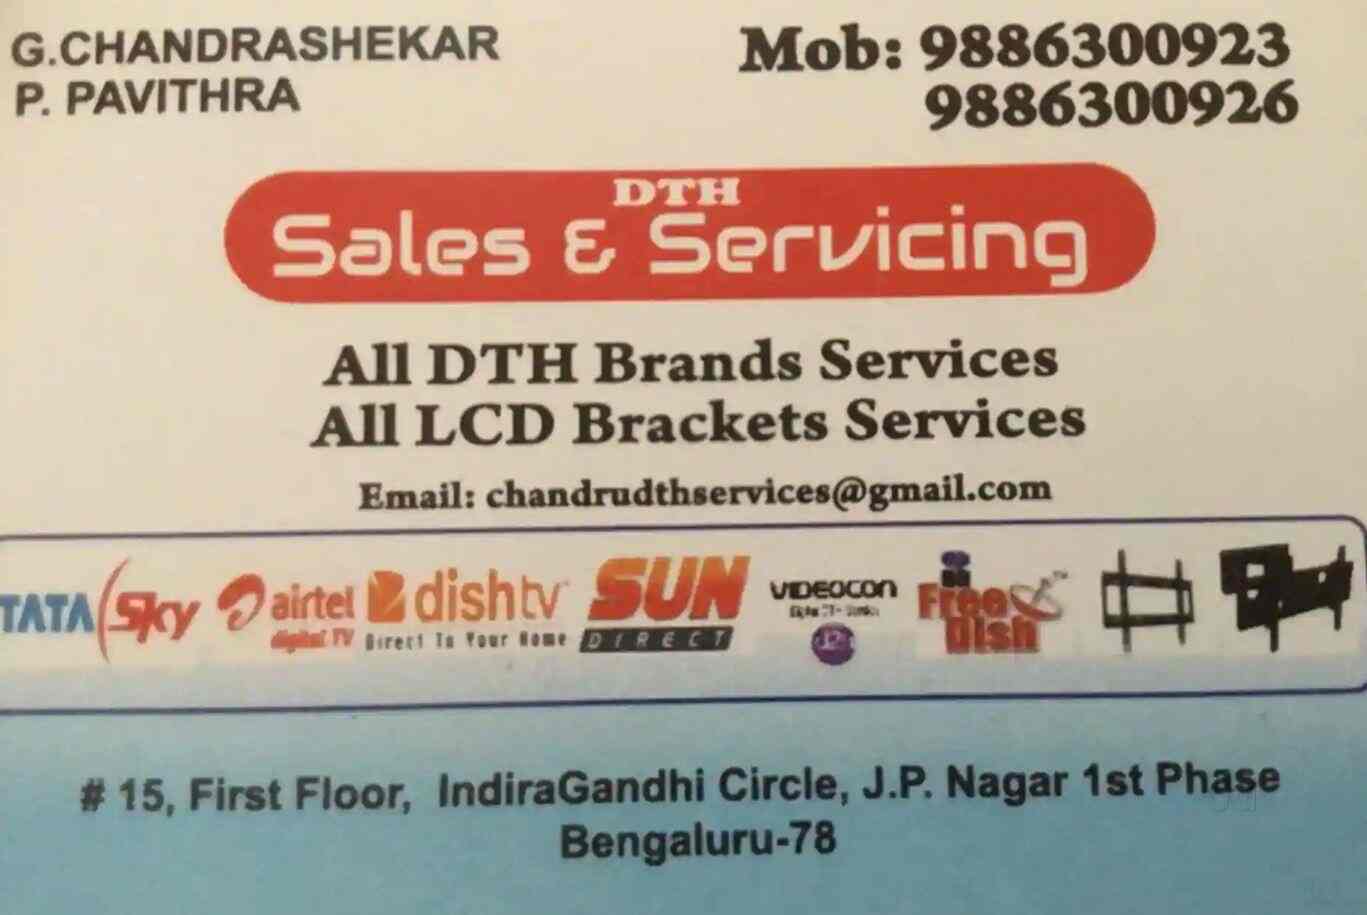 G.CHANDRASHEKAR
P. PAVITHRA
Mob: 9886300923
9886300926
DTH
Sales & Servicing
All DTH Brands Services
All LCD Brackets Services
Email: chandrudthservices@gmail.com
TATA Sky
airtel
digital TV
dishtv
Direct To Your Home
SUN
DIRECT
VIDEOCON
d2h
Free
Dish
# 15, First Floor, IndiraGandhi Circle, J.P. Nagar 1st Phase
Bengaluru-78